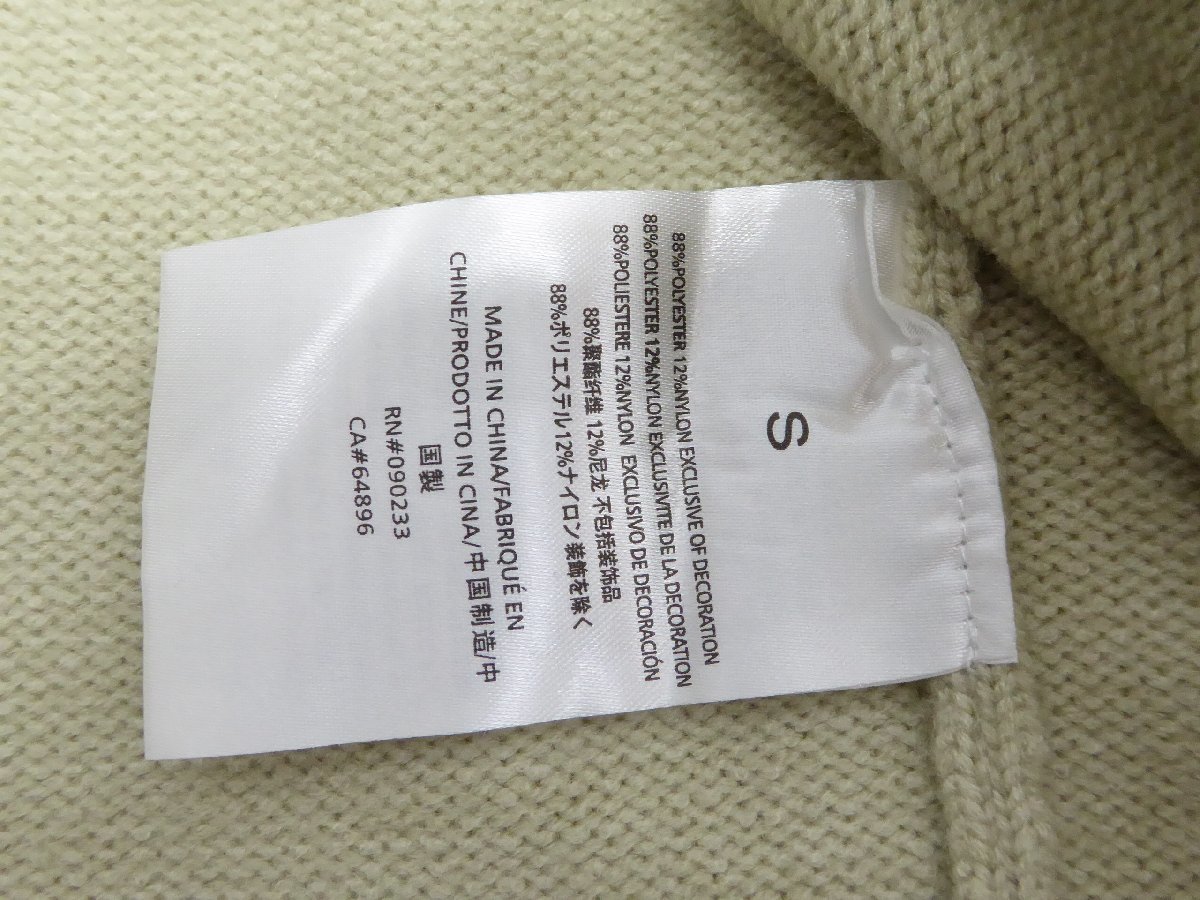 S
88%POLYESTER 12%NYLON EXCLUSIVE OF DECORATION
88%POLYESTER 12%NYLON EXCLUSIVITE DE LA DECORATION
88%POLIESTERE 12%NYLON EXCLUSIVO DE DECORACIÓN
88%聚酯纤维 12%尼龙 不包括装饰品
88%ポリエステル12%ナイロン装飾を除く
MADE IN CHINA/FABRIQUÉ EN
CHINE/PRODOTTO IN CINA/中国制造/中
国製
RN#090233
CA#64896